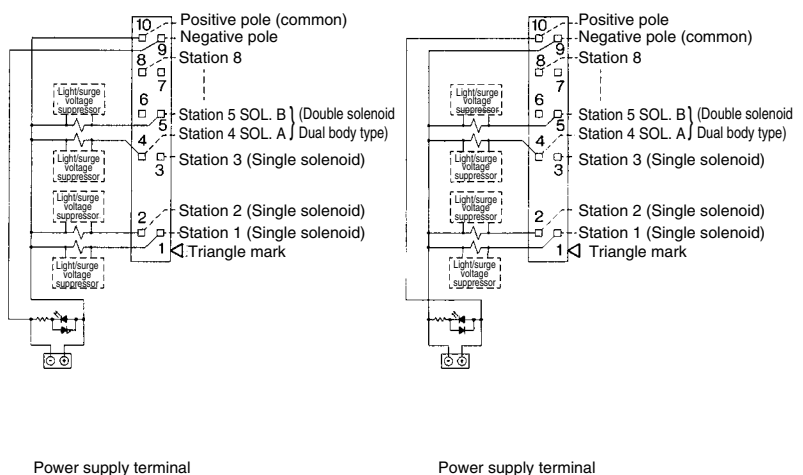 10 Positive pole (common)
9 Negative pole
8 Station 8
7
Light/surge voltage suppressor
6
5 Station 5 SOL. B } (Double solenoid
4 Station 4 SOL. A } Dual body type)
Light/surge voltage suppressor
3 Station 3 (Single solenoid)
Light/surge voltage suppressor
2 Station 2 (Single solenoid)
Station 1 (Single solenoid)
1 Triangle mark
Light/surge voltage suppressor
⊖ ⊕
Power supply terminal
10 Positive pole
9 Negative pole (common)
8 Station 8
7
Light/surge voltage suppressor
6
5 Station 5 SOL. B } (Double solenoid
4 Station 4 SOL. A } Dual body type)
Light/surge voltage suppressor
3 Station 3 (Single solenoid)
Light/surge voltage suppressor
2 Station 2 (Single solenoid)
Station 1 (Single solenoid)
1 Triangle mark
Light/surge voltage suppressor
⊖ ⊕
Power supply terminal